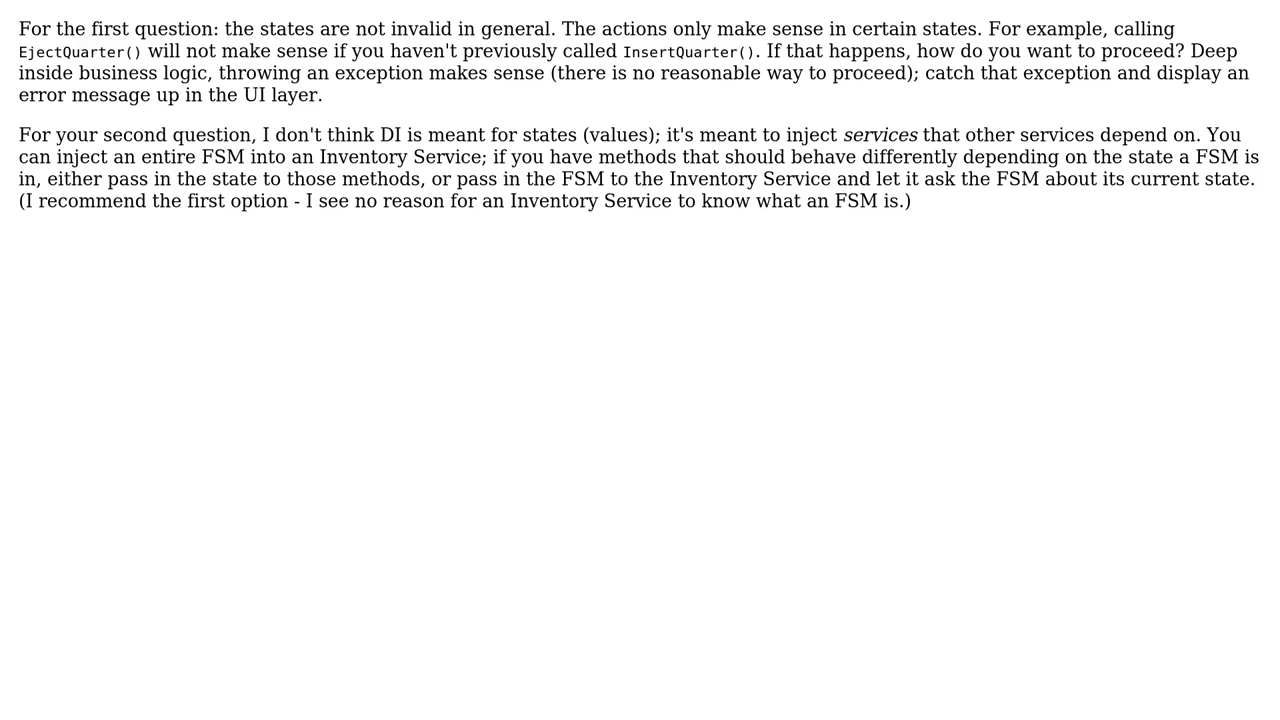 For the first question: the states are not invalid in general. The actions only make sense in certain states. For example, calling
EjectQuarter() will not make sense if you haven't previously called InsertQuarter(). If that happens, how do you want to proceed? Deep
inside business logic, throwing an exception makes sense (there is no reasonable way to proceed); catch that exception and display an
error message up in the UI layer.
For your second question, I don't think DI is meant for states (values); it's meant to inject services that other services depend on. You
can inject an entire FSM into an Inventory Service; if you have methods that should behave differently depending on the state a FSM is
in, either pass in the state to those methods, or pass in the FSM to the Inventory Service and let it ask the FSM about its current state.
(I recommend the first option - I see no reason for an Inventory Service to know what an FSM is.)